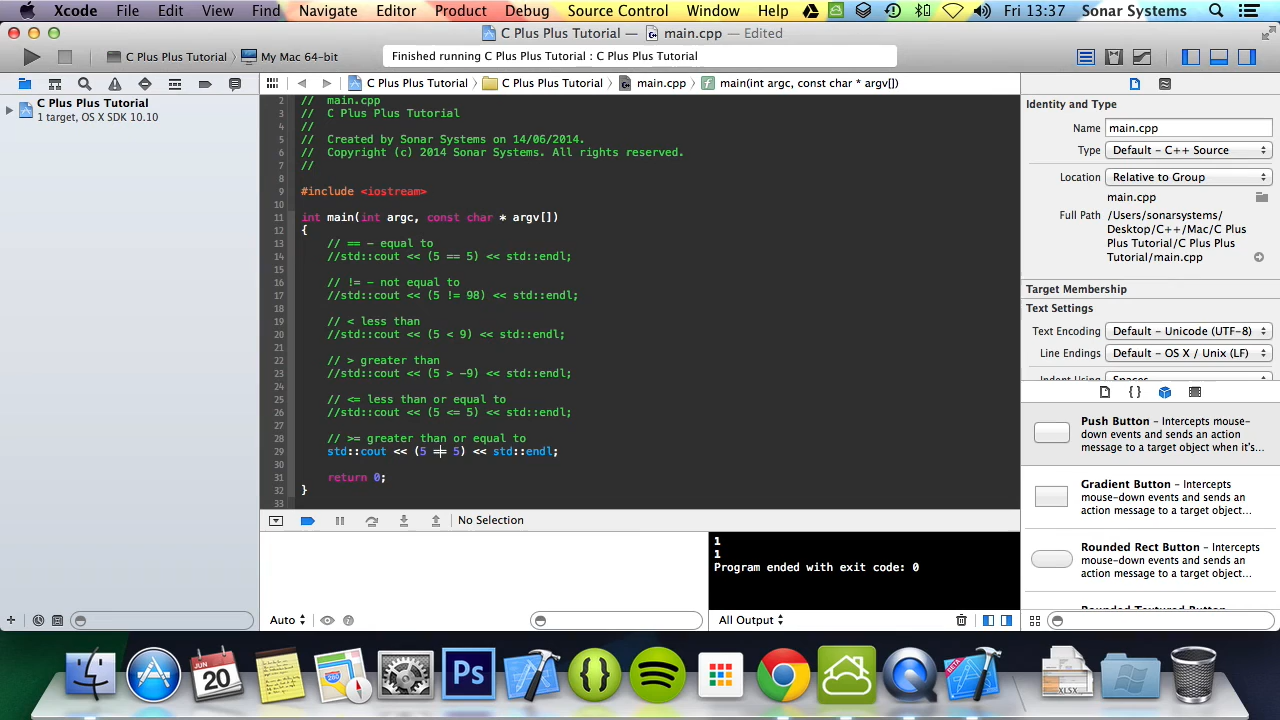 Xcode File Edit View Find Navigate Editor Product Debug Source Control Window Help Fri 13:37 Sonar Systems
C Plus Plus Tutorial — main.cpp — Edited
C Plus Plus Tutorial My Mac 64-bit Finished running C Plus Plus Tutorial : C Plus Plus Tutorial
C Plus Plus Tutorial C Plus Plus Tutorial main.cpp main(int argc, const char * argv[])
C Plus Plus Tutorial
1 target, OS X SDK 10.10
2 // main.cpp
3 // C Plus Plus Tutorial
4 //
5 // Created by Sonar Systems on 14/06/2014.
6 // Copyright (c) 2014 Sonar Systems. All rights reserved.
7 //
8
9 #include <iostream>
10
11 int main(int argc, const char * argv[])
12 {
13 // == - equal to
14 //std::cout << (5 == 5) << std::endl;
15
16 // != - not equal to
17 //std::cout << (5 != 98) << std::endl;
18
19 // < less than
20 //std::cout << (5 < 9) << std::endl;
21
22 // > greater than
23 //std::cout << (5 > -9) << std::endl;
24
25 // <= less than or equal to
26 //std::cout << (5 <= 5) << std::endl;
27
28 // >= greater than or equal to
29 std::cout << (5 == 5) << std::endl;
30
31 return 0;
32 }
33
No Selection
1
1
Program ended with exit code: 0
Auto
All Output
Identity and Type
Name main.cpp
Type Default - C++ Source
Location Relative to Group
main.cpp
Full Path /Users/sonarsystems/
Desktop/C++/Mac/C Plus
Plus Tutorial/C Plus Plus
Tutorial/main.cpp
Target Membership
Text Settings
Text Encoding Default - Unicode (UTF-8)
Line Endings Default - OS X / Unix (LF)
Indent Using Spaces
Push Button - Intercepts mouse-
down events and sends an action
message to a target object when it's...
Gradient Button - Intercepts
mouse-down events and sends an
action message to a target object...
Rounded Rect Button - Intercepts
mouse-down events and sends an
action message to a target object...
Rounded Textured Button
JUN
20
280
Ps
BETA
XLSX